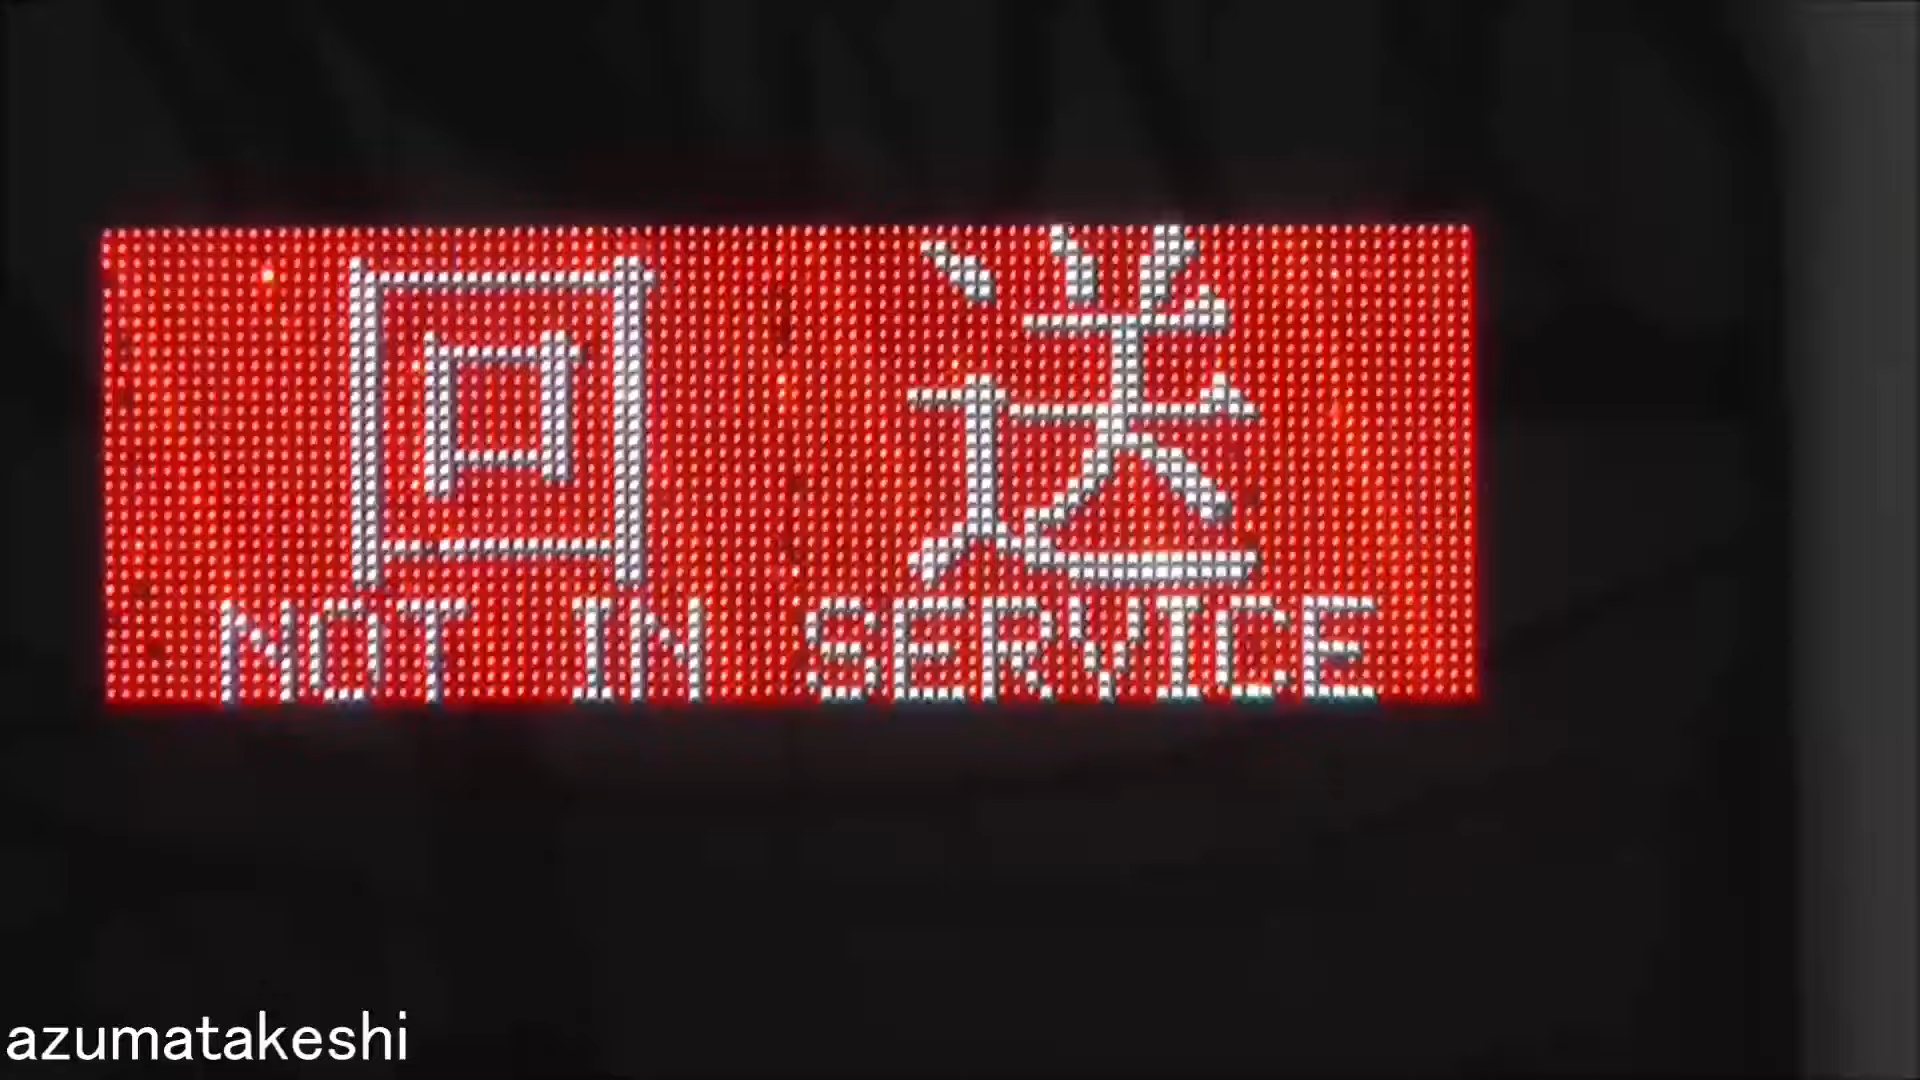 回送
NOT IN SERVICE
azumatakeshi